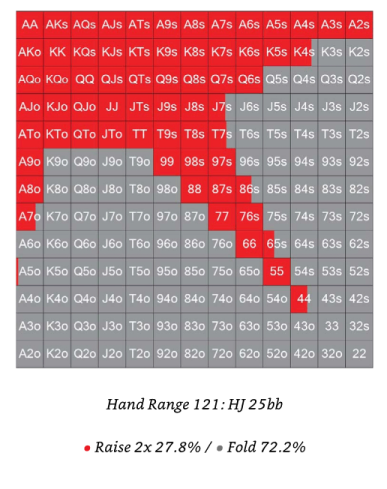 AA AKs AQs AJs ATs A9s A8s A7s A6s A5s A4s A3s A2s
AKo KK KQs KJs KTs K9s K8s K7s K6s K5s K4s K3s K2s
AQo KQo QQ QJs QTs Q9s Q8s Q7s Q6s Q5s Q4s Q3s Q2s
AJo KJo QJo JJ JTs J9s J8s J7s J6s J5s J4s J3s J2s
ATo KTo QTo JTo TT T9s T8s T7s T6s T5s T4s T3s T2s
A9o K9o Q9o J9o T9o 99 98s 97s 96s 95s 94s 93s 92s
A8o K8o Q8o J8o T8o 98o 88 87s 86s 85s 84s 83s 82s
A7o K7o Q7o J7o T7o 97o 87o 77 76s 75s 74s 73s 72s
A6o K6o Q6o J6o T6o 96o 86o 76o 66 65s 64s 63s 62s
A5o K5o Q5o J5o T5o 95o 85o 75o 65o 55 54s 53s 52s
A4o K4o Q4o J4o T4o 94o 84o 74o 64o 54o 44 43s 42s
A3o K3o Q3o J3o T3o 93o 83o 73o 63o 53o 43o 33 32s
A2o K2o Q2o J2o T2o 92o 82o 72o 62o 52o 42o 32o 22
Hand Range 121: HJ 25bb
● Raise 2x 27.8% / ● Fold 72.2%